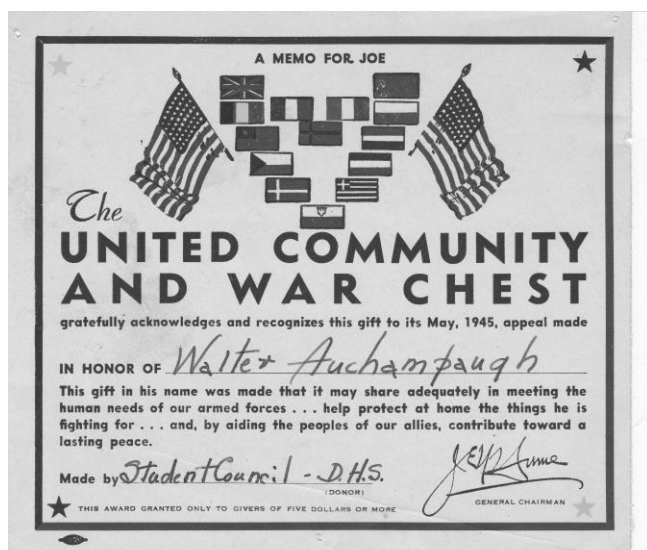 A MEMO FOR JOE
The
UNITED COMMUNITY
AND WAR CHEST
gratefully acknowledges and recognizes this gift to its May, 1945, appeal made
IN HONOR OF Walter Auchampaugh
This gift in his name was made that it may share adequately in meeting the
human needs of our armed forces . . . help protect at home the things he is
fighting for . . . and, by aiding the peoples of our allies, contribute toward a
lasting peace.
Made by Student Council - D.H.S.
(DONOR)
GENERAL CHAIRMAN
THIS AWARD GRANTED ONLY TO GIVERS OF FIVE DOLLARS OR MORE